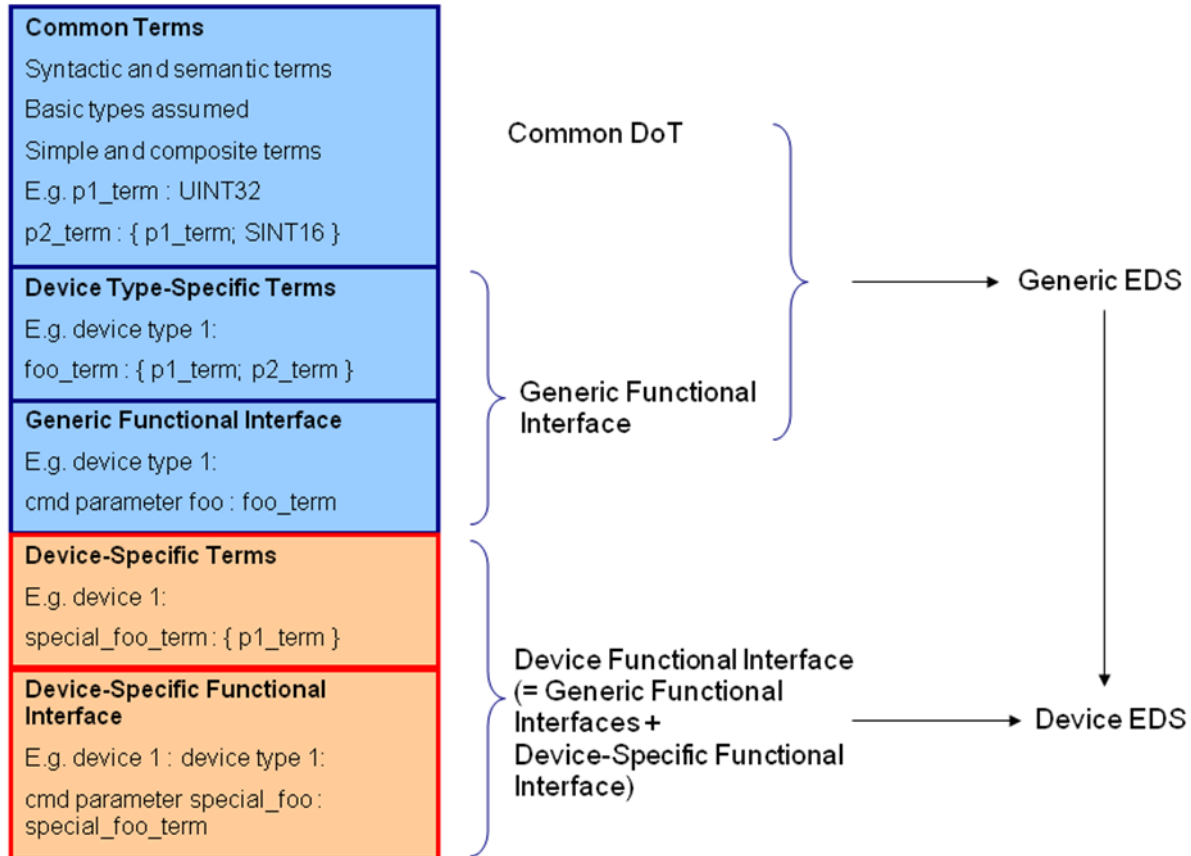 Common Terms
Syntactic and semantic terms
Basic types assumed
Simple and composite terms
E.g. p1_term : UINT32
p2_term : { p1_term; SINT16 }
Device Type-Specific Terms
E.g. device type 1:
foo_term : { p1_term; p2_term }
Generic Functional Interface
E.g. device type 1:
cmd parameter foo : foo_term
Device-Specific Terms
E.g. device 1:
special_foo_term : { p1_term }
Device-Specific Functional
Interface
E.g. device 1 : device type 1:
cmd parameter special_foo :
special_foo_term
Common DoT
Generic Functional
Interface
Device Functional Interface
(= Generic Functional
Interfaces +
Device-Specific Functional
Interface)
Generic EDS
Device EDS